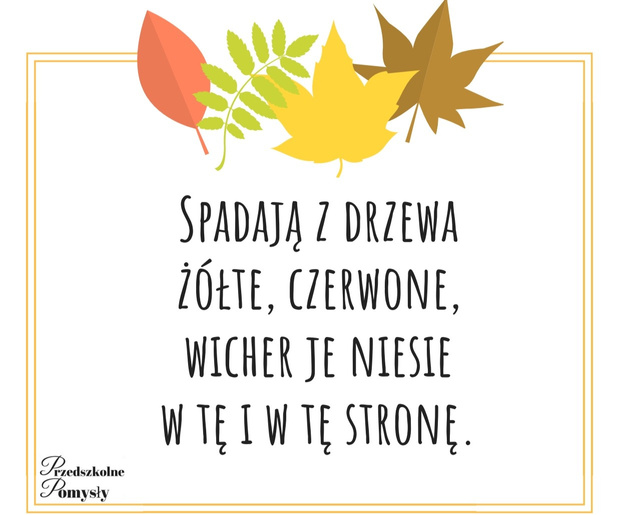 Spadają z drzewa
żółte, czerwone,
wicher je niesie
w tę i w tę stronę.
Przedszkolne
Pomysły